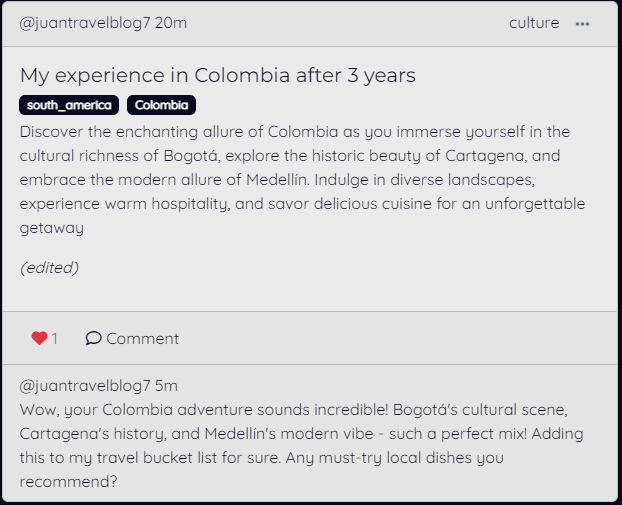 @juantravelblog7 20m culture ...
My experience in Colombia after 3 years
south_america Colombia
Discover the enchanting allure of Colombia as you immerse yourself in the
cultural richness of Bogotá, explore the historic beauty of Cartagena, and
embrace the modern allure of Medellín. Indulge in diverse landscapes,
experience warm hospitality, and savor delicious cuisine for an unforgettable
getaway
(edited)
1 Comment
@juantravelblog7 5m
Wow, your Colombia adventure sounds incredible! Bogotá's cultural scene,
Cartagena's history, and Medellín's modern vibe - such a perfect mix! Adding
this to my travel bucket list for sure. Any must-try local dishes you
recommend?